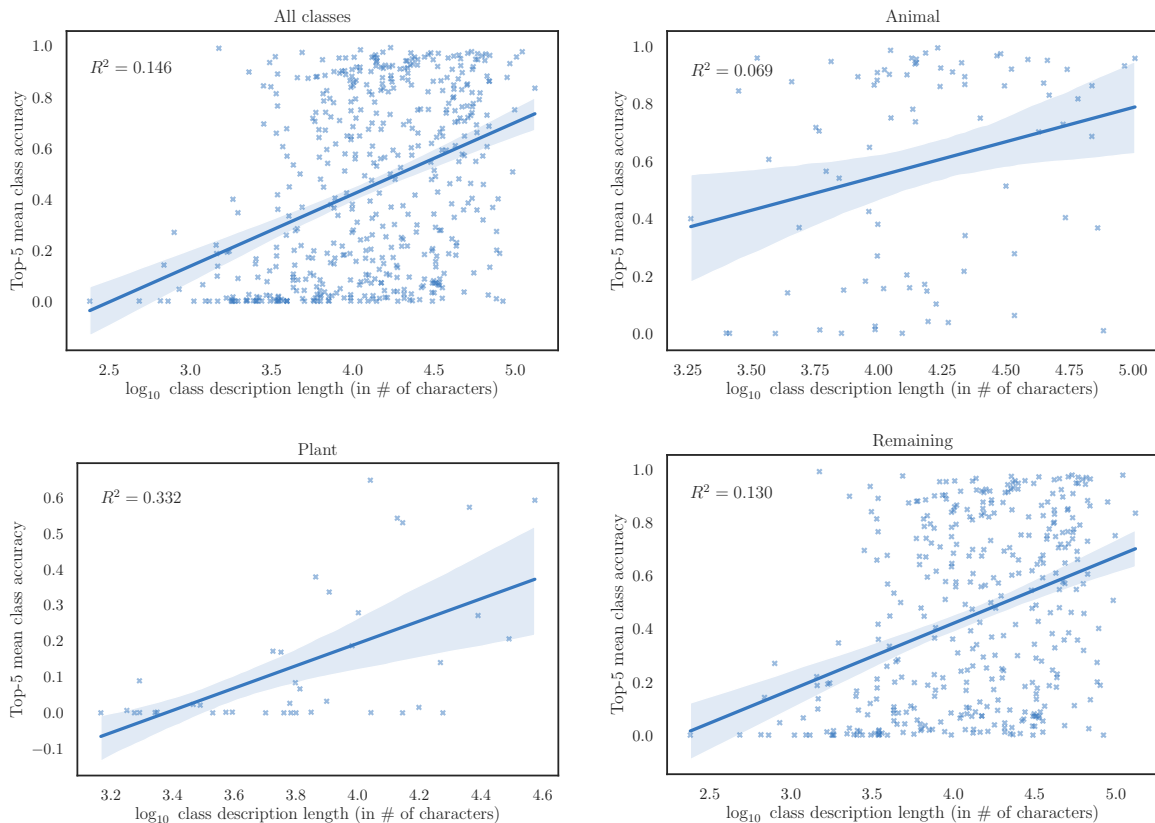 All classes
R² = 0.146
Top-5 mean class accuracy
1.0
0.8
0.6
0.4
0.2
0.0
2.5 3.0 3.5 4.0 4.5 5.0
log₁₀ class description length (in # of characters)
Animal
R² = 0.069
Top-5 mean class accuracy
1.0
0.8
0.6
0.4
0.2
0.0
3.25 3.50 3.75 4.00 4.25 4.50 4.75 5.00
log₁₀ class description length (in # of characters)
Plant
R² = 0.332
Top-5 mean class accuracy
0.6
0.5
0.4
0.3
0.2
0.1
0.0
−0.1
3.2 3.4 3.6 3.8 4.0 4.2 4.4 4.6
log₁₀ class description length (in # of characters)
Remaining
R² = 0.130
Top-5 mean class accuracy
1.0
0.8
0.6
0.4
0.2
0.0
2.5 3.0 3.5 4.0 4.5 5.0
log₁₀ class description length (in # of characters)